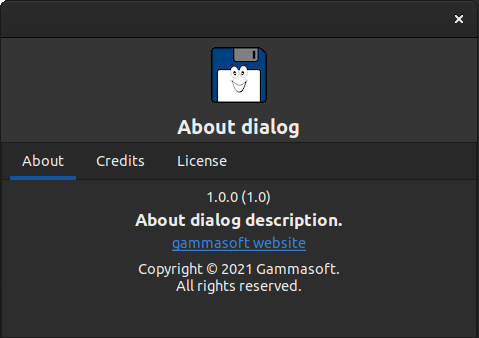 About dialog
About Credits License
1.0.0 (1.0)
About dialog description.
gammasoft website
Copyright © 2021 Gammasoft.
All rights reserved.